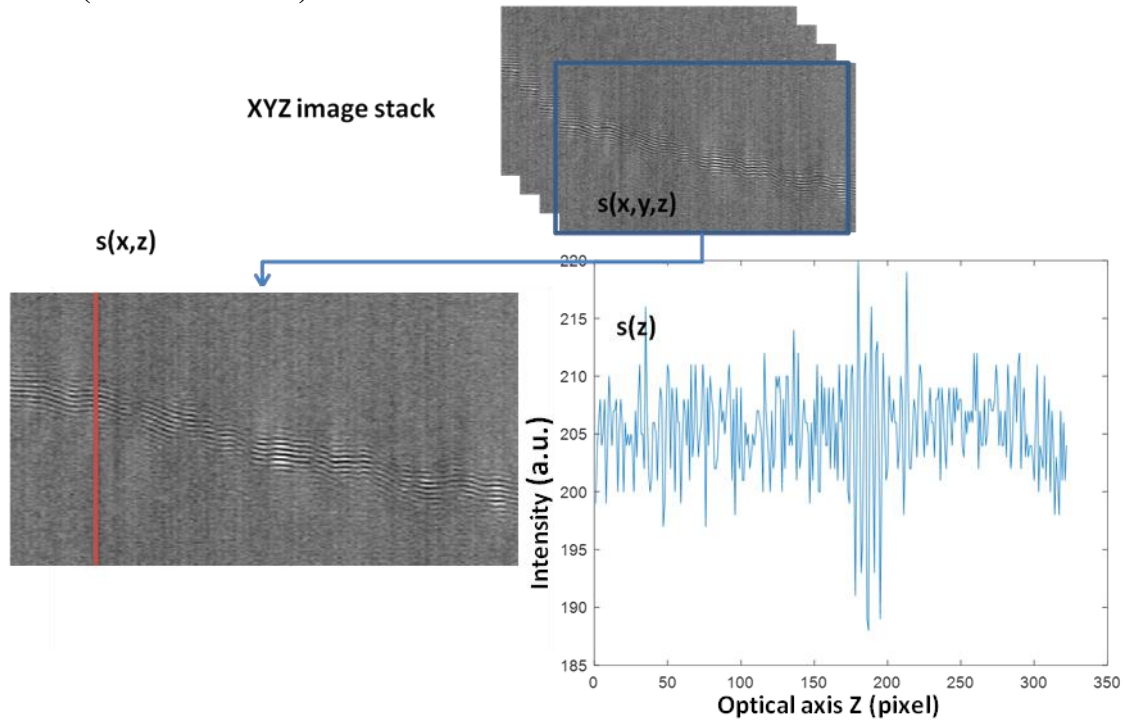 XYZ image stack
s(x,y,z)
s(x,z)
s(z)
220
215
210
205
200
195
190
185
Intensity (a.u.)
0 50 100 150 200 250 300 350
Optical axis Z (pixel)